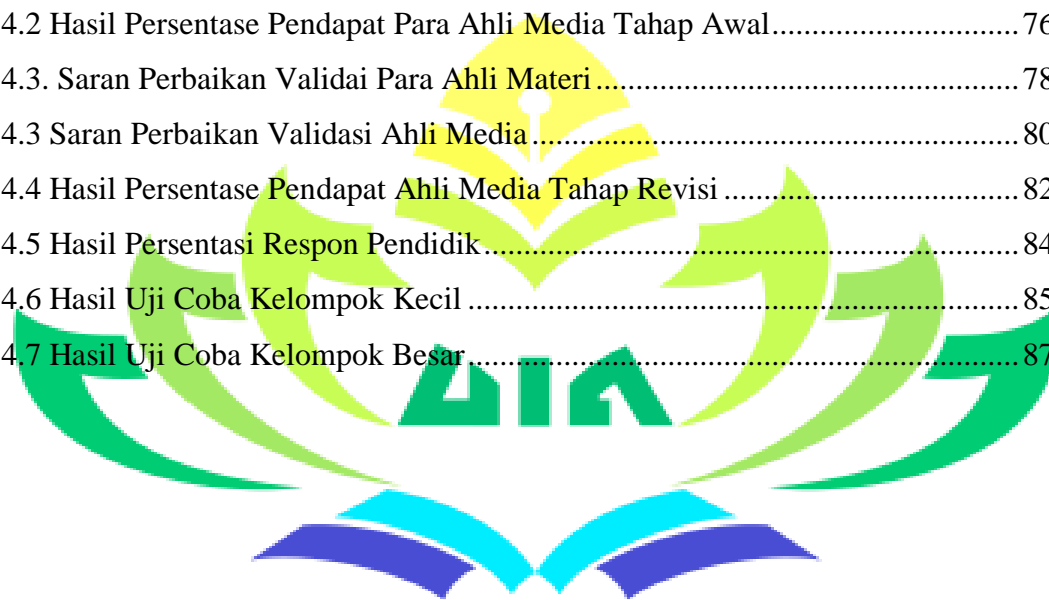 4.2 Hasil Persentase Pendapat Para Ahli Media Tahap Awal.............................. 76
4.3. Saran Perbaikan Validai Para Ahli Materi.................................................... 78
4.3 Saran Perbaikan Validasi Ahli Media........................................................... 80
4.4 Hasil Persentase Pendapat Ahli Media Tahap Revisi.................................... 82
4.5 Hasil Persentasi Respon Pendidik................................................................. 84
4.6 Hasil Uji Coba Kelompok Kecil................................................................... 85
4.7 Hasil Uji Coba Kelompok Besar................................................................... 87
UIN